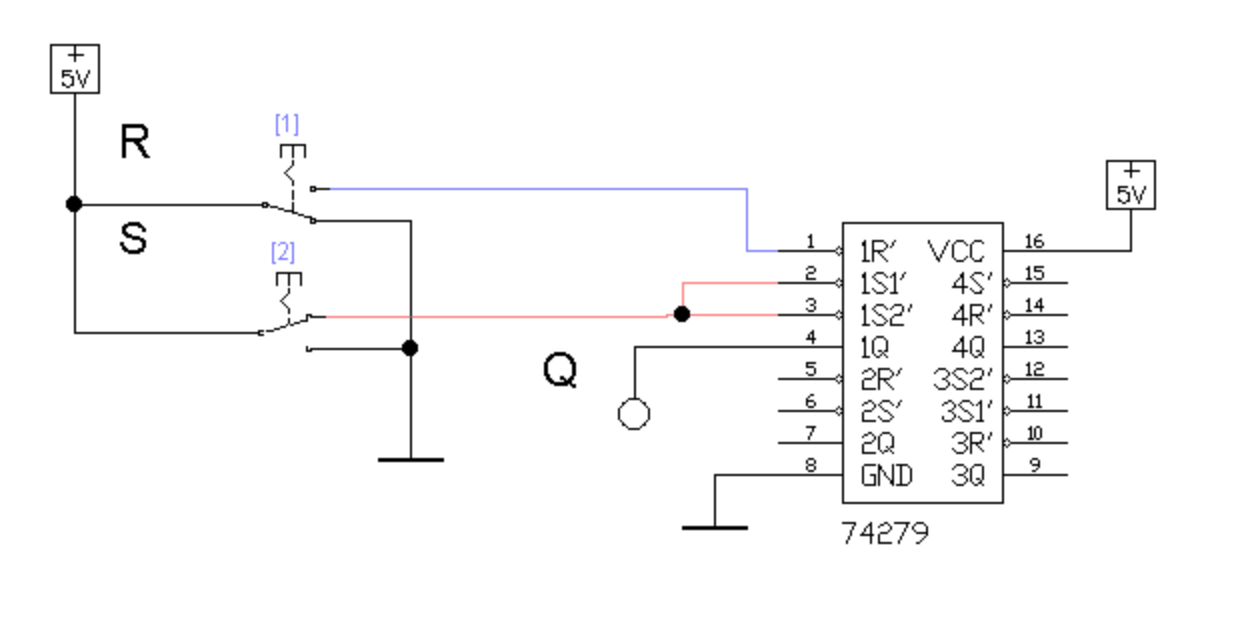 +
5V
R
[1]
S
[2]
+
5V
1 1R' VCC 16
2 1S1' 4S' 15
3 1S2' 4R' 14
4 1Q 4Q 13
5 2R' 3S2' 12
6 2S' 3S1' 11
7 2Q 3R' 10
8 GND 3Q 9
Q
74279